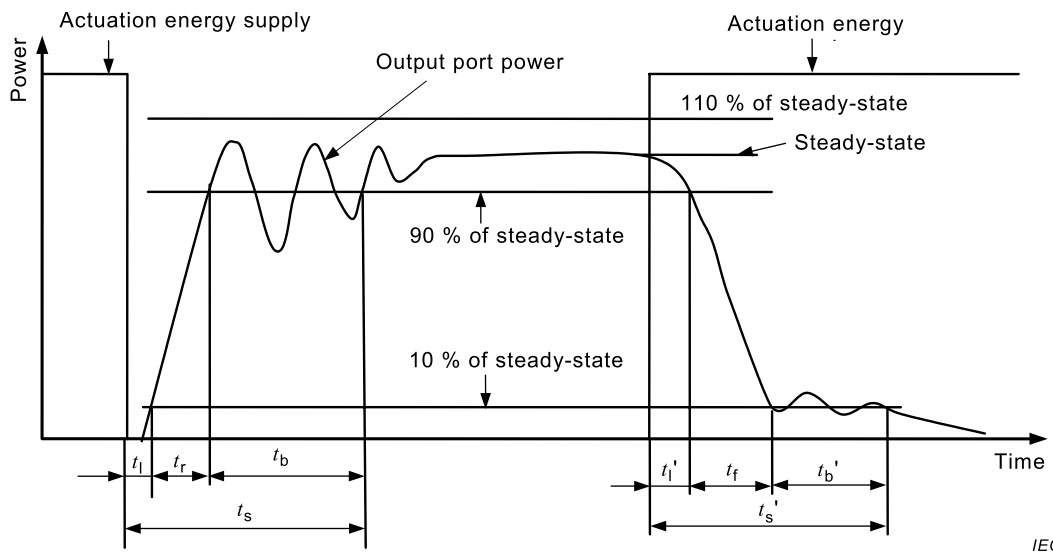 Actuation energy supply
Actuation energy
Power
Output port power
110 % of steady-state
Steady-state
90 % of steady-state
10 % of steady-state
tl
tr
tb
tl'
tf
tb'
Time
ts
ts'
IEC